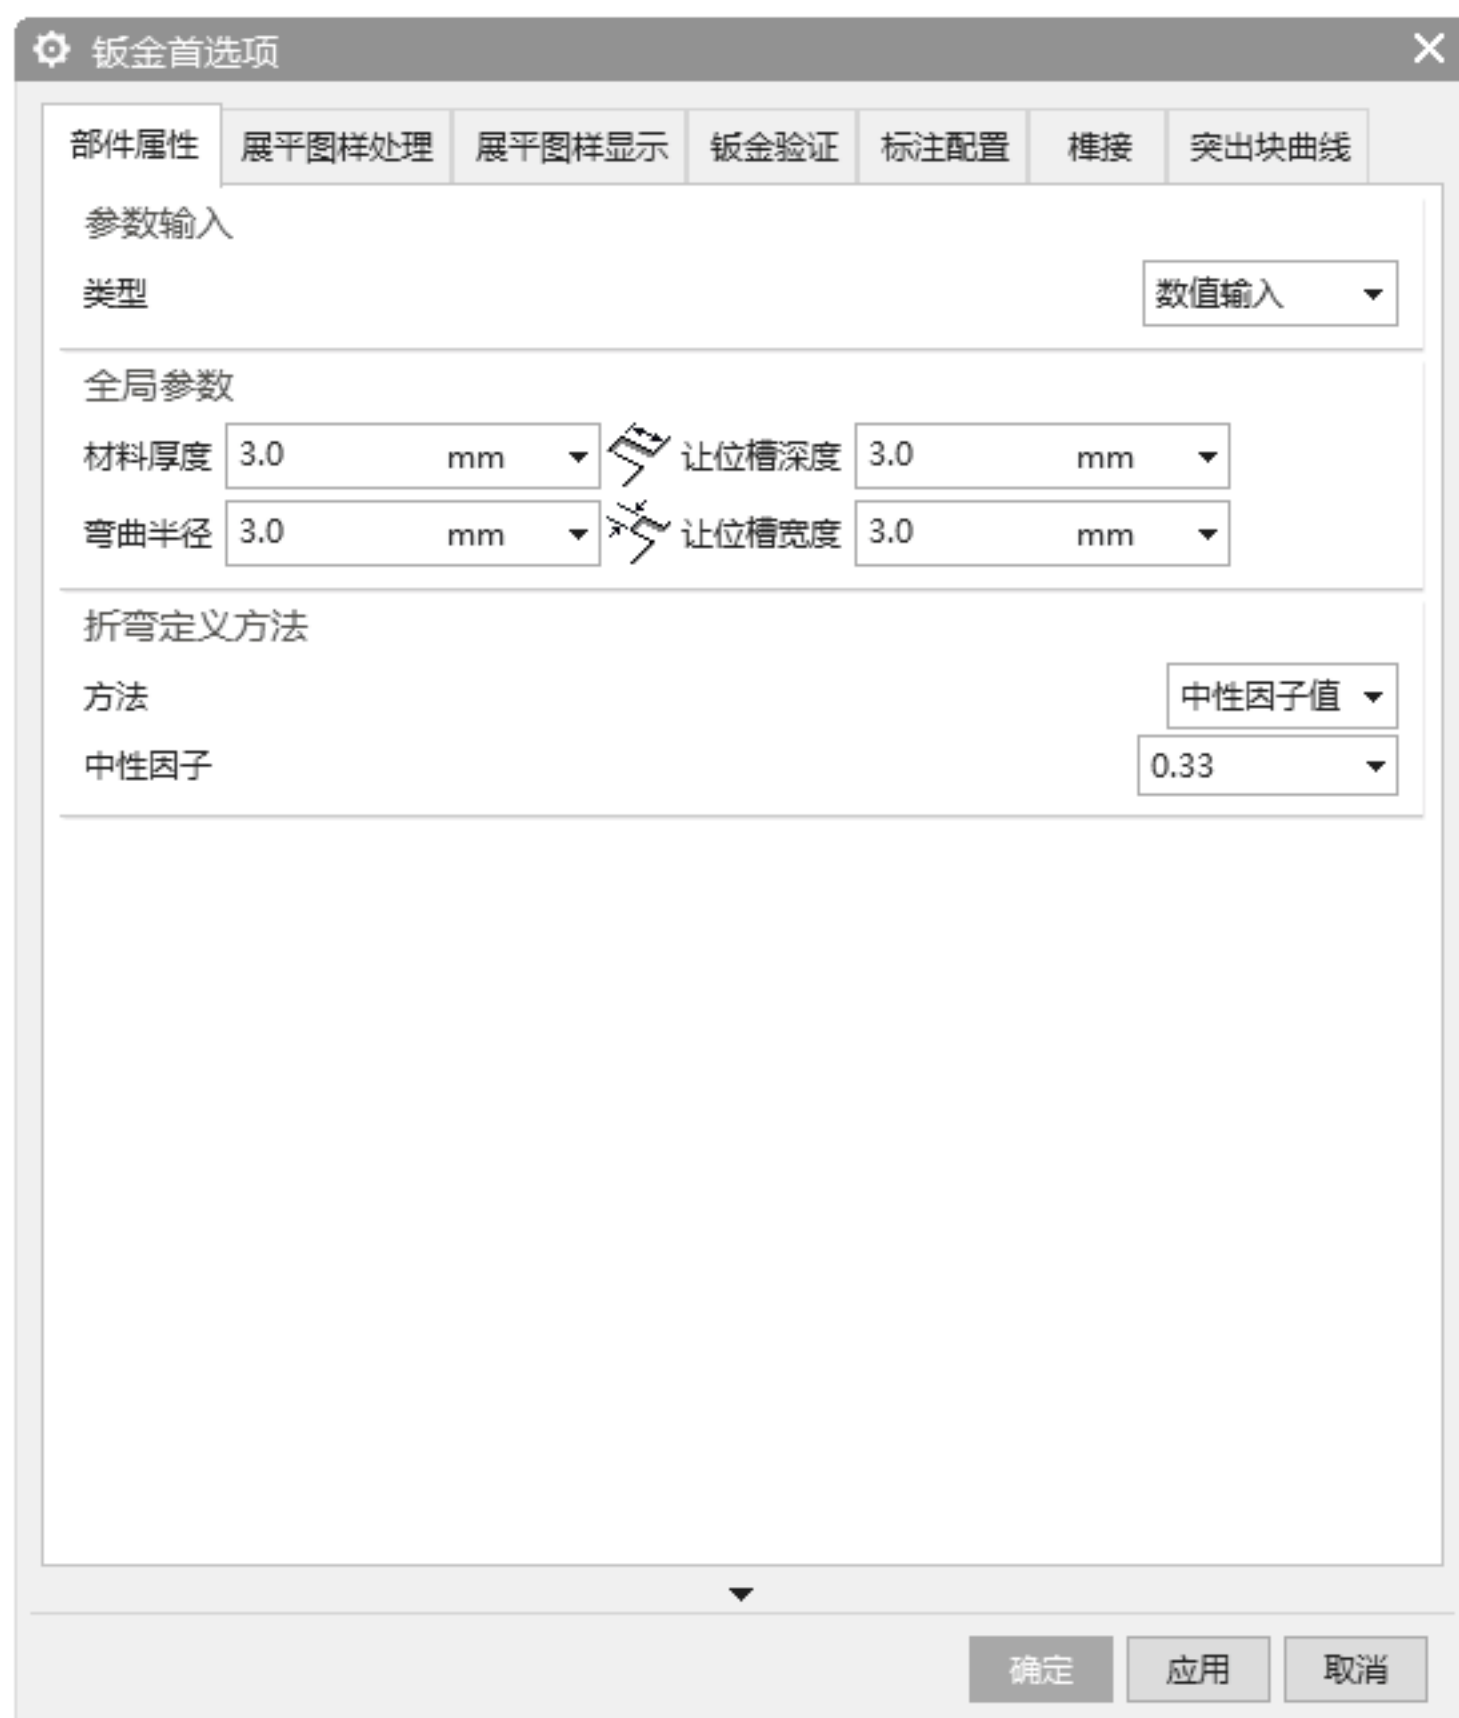 钣金首选项
部件属性 展平图样处理 展平图样显示 钣金验证 标注配置 榫接 突出块曲线
参数输入
类型 数值输入
全局参数
材料厚度 3.0 mm 让位槽深度 3.0 mm
弯曲半径 3.0 mm 让位槽宽度 3.0 mm
折弯定义方法
方法 中性因子值
中性因子 0.33
确定 应用 取消